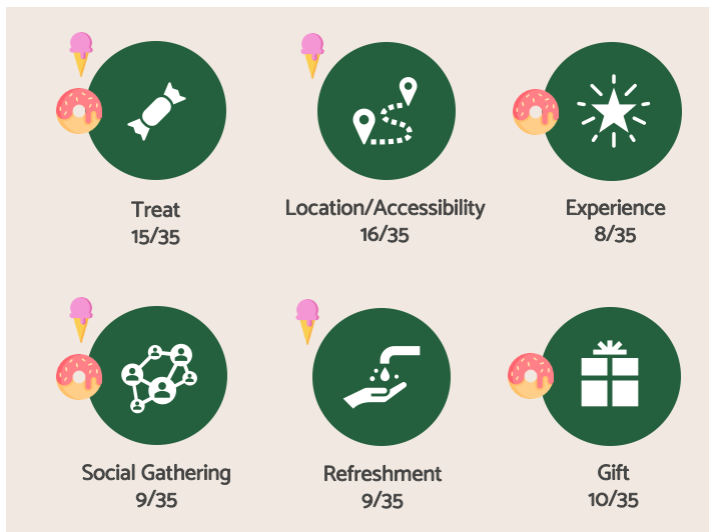 Treat
15/35
Location/Accessibility
16/35
Experience
8/35
Social Gathering
9/35
Refreshment
9/35
Gift
10/35